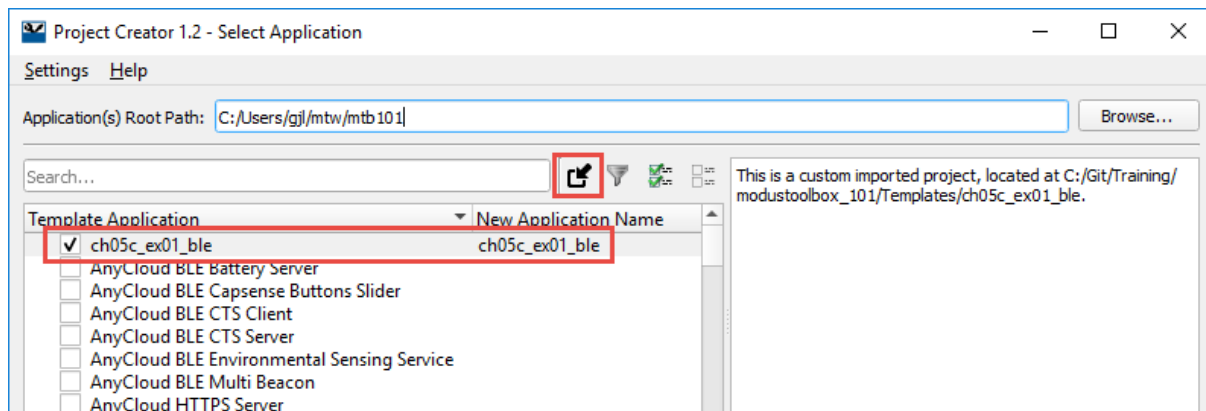 Project Creator 1.2 - Select Application
Settings Help
Application(s) Root Path: C:/Users/gjl/mtw/mtb101 Browse...
Search...
This is a custom imported project, located at C:/Git/Training/
modustoolbox_101/Templates/ch05c_ex01_ble.
Template Application New Application Name
ch05c_ex01_ble ch05c_ex01_ble
AnyCloud BLE Battery Server
AnyCloud BLE Capsense Buttons Slider
AnyCloud BLE CTS Client
AnyCloud BLE CTS Server
AnyCloud BLE Environmental Sensing Service
AnyCloud BLE Multi Beacon
AnyCloud HTTPS Server